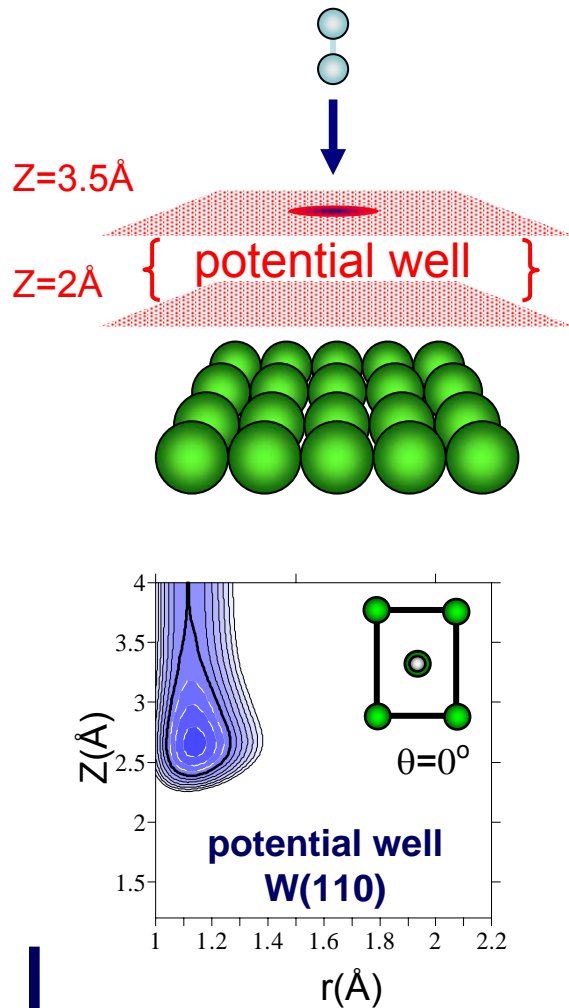 Z=3.5Å
potential well
Z=2Å
4
3.5
3
2.5
2
1.5
Z(Å)
θ=0º
potential well
W(110)
1 1.2 1.4 1.6 1.8 2 2.2
r(Å)